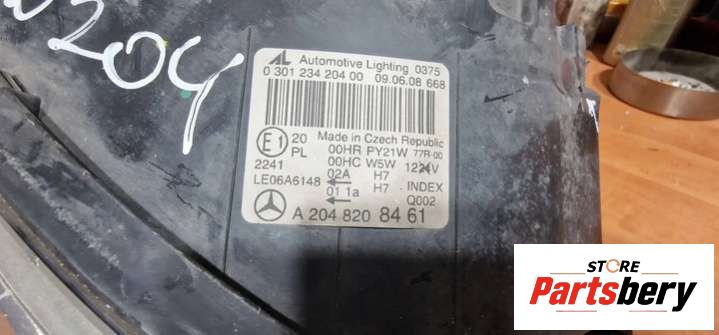 204
AL Automotive Lighting 0375
0 301 234 204 00 09.06.08 668
E1 20 PL
Made in Czech Republic
00HR PY21W 77R-00
00HC W5W 12V
2241 02A H7
LE06A6148 01 1a H7 INDEX
Q002
A 204 820 8461
STORE
Partsbery